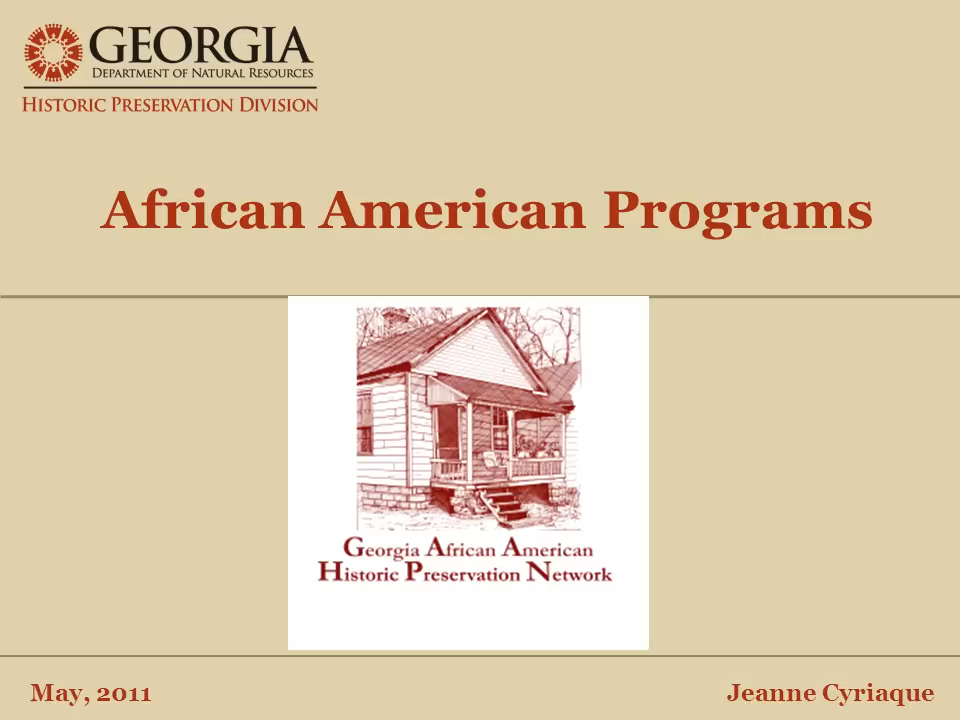 GEORGIA
DEPARTMENT OF NATURAL RESOURCES
HISTORIC PRESERVATION DIVISION
African American Programs
Georgia African American
Historic Preservation Network
May, 2011
Jeanne Cyriaque